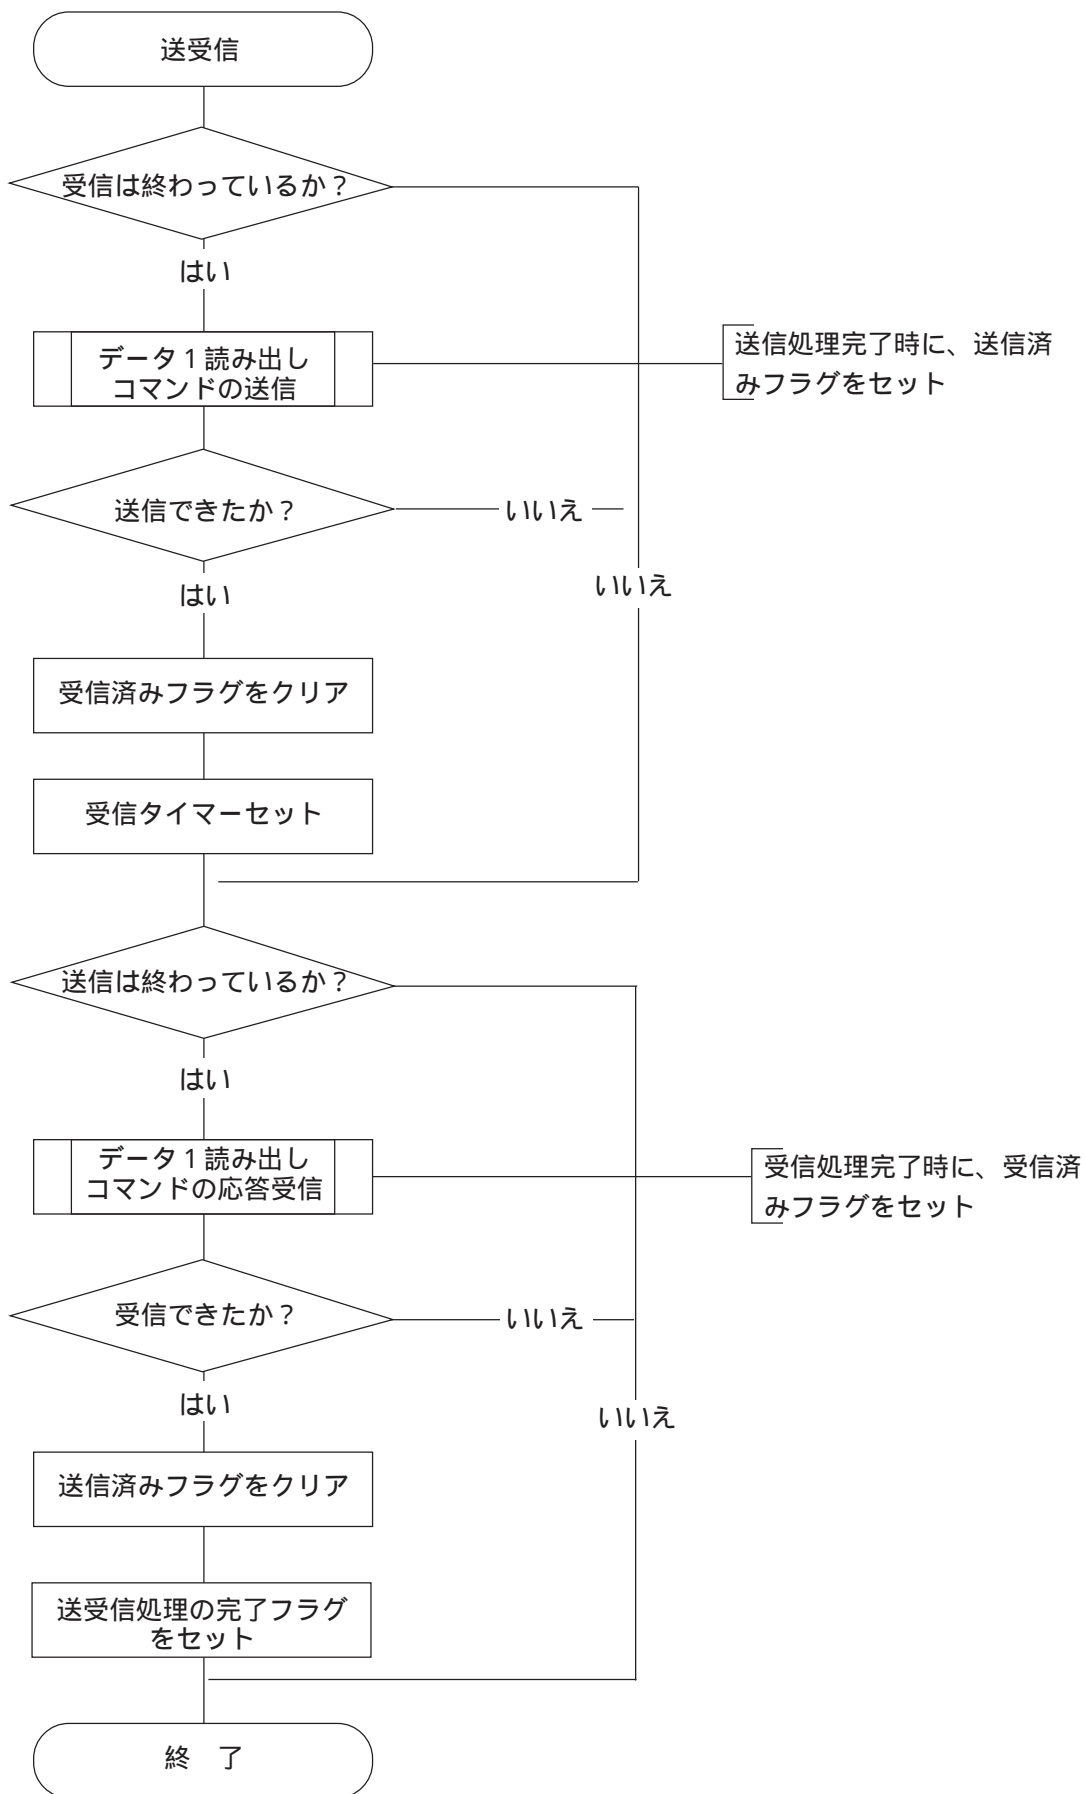 送受信
受信は終わっているか？
はい
データ１読み出し
コマンドの送信
送信処理完了時に、送信済
みフラグをセット
送信できたか？
いいえ
いいえ
はい
受信済みフラグをクリア
受信タイマーセット
送信は終わっているか？
はい
データ１読み出し
コマンドの応答受信
受信処理完了時に、受信済
みフラグをセット
受信できたか？
いいえ
はい
いいえ
送信済みフラグをクリア
送受信処理の完了フラグ
をセット
終　了